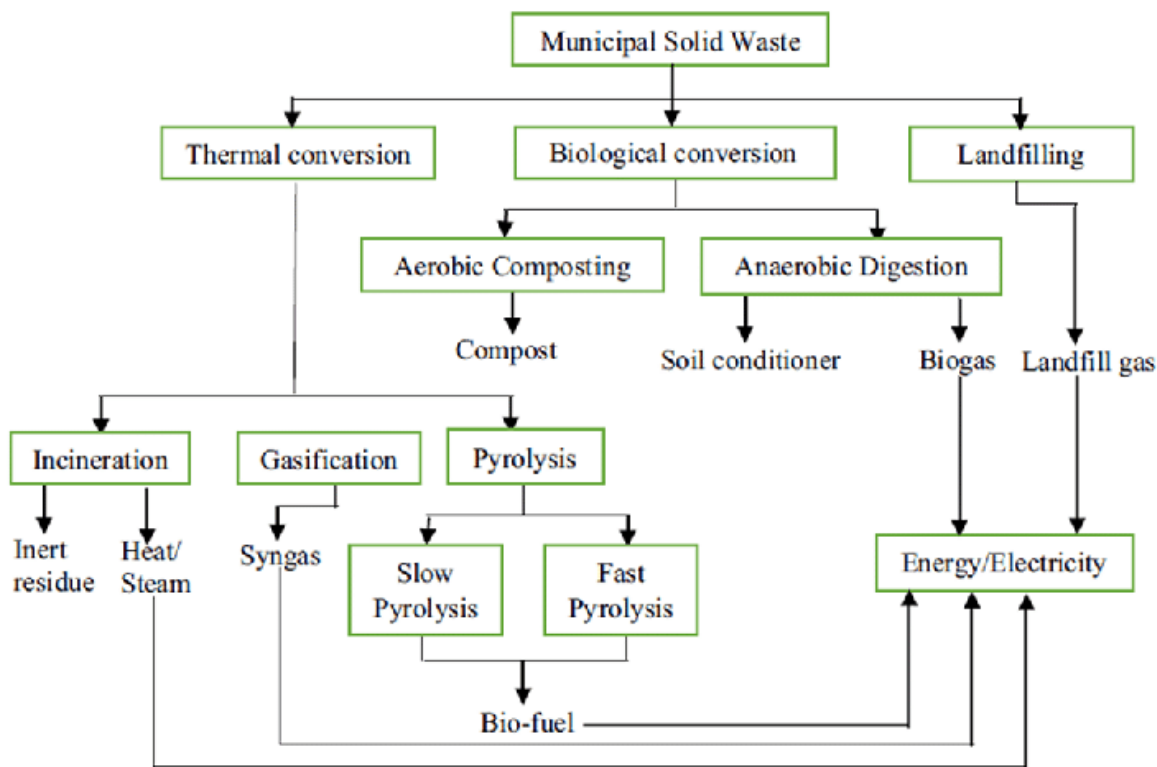 Municipal Solid Waste
Thermal conversion
Biological conversion
Landfilling
Aerobic Composting
Anaerobic Digestion
Compost
Soil conditioner
Biogas
Landfill gas
Incineration
Gasification
Pyrolysis
Inert
residue
Heat/
Steam
Syngas
Slow
Pyrolysis
Fast
Pyrolysis
Energy/Electricity
Bio-fuel